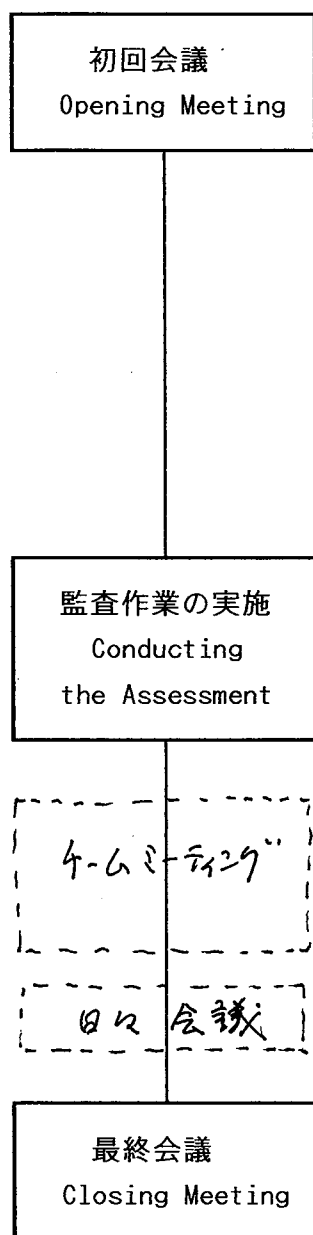 初回会議
Opening Meeting
監査作業の実施
Conducting
the Assessment
チームミーティング
日々会議
最終会議
Closing Meeting